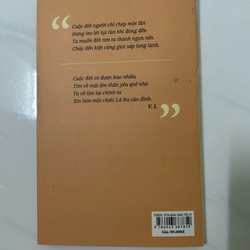 Cuộc đời người chỉ cháy một lần
Đừng leo lét lụi tàn khi đông đến
Ta muốn đốt tim ta thành ngọn nến
Cháy đến kiệt cùng giọt sáp long lanh.
Cuộc đời có được bao nhiêu
Tìm về mái ấm thân yêu quê nhà
Ta về tìm lại chính ta
Xin làm một chiếc Lá Đa sân đình.
V. L
Giá: 99.000đ